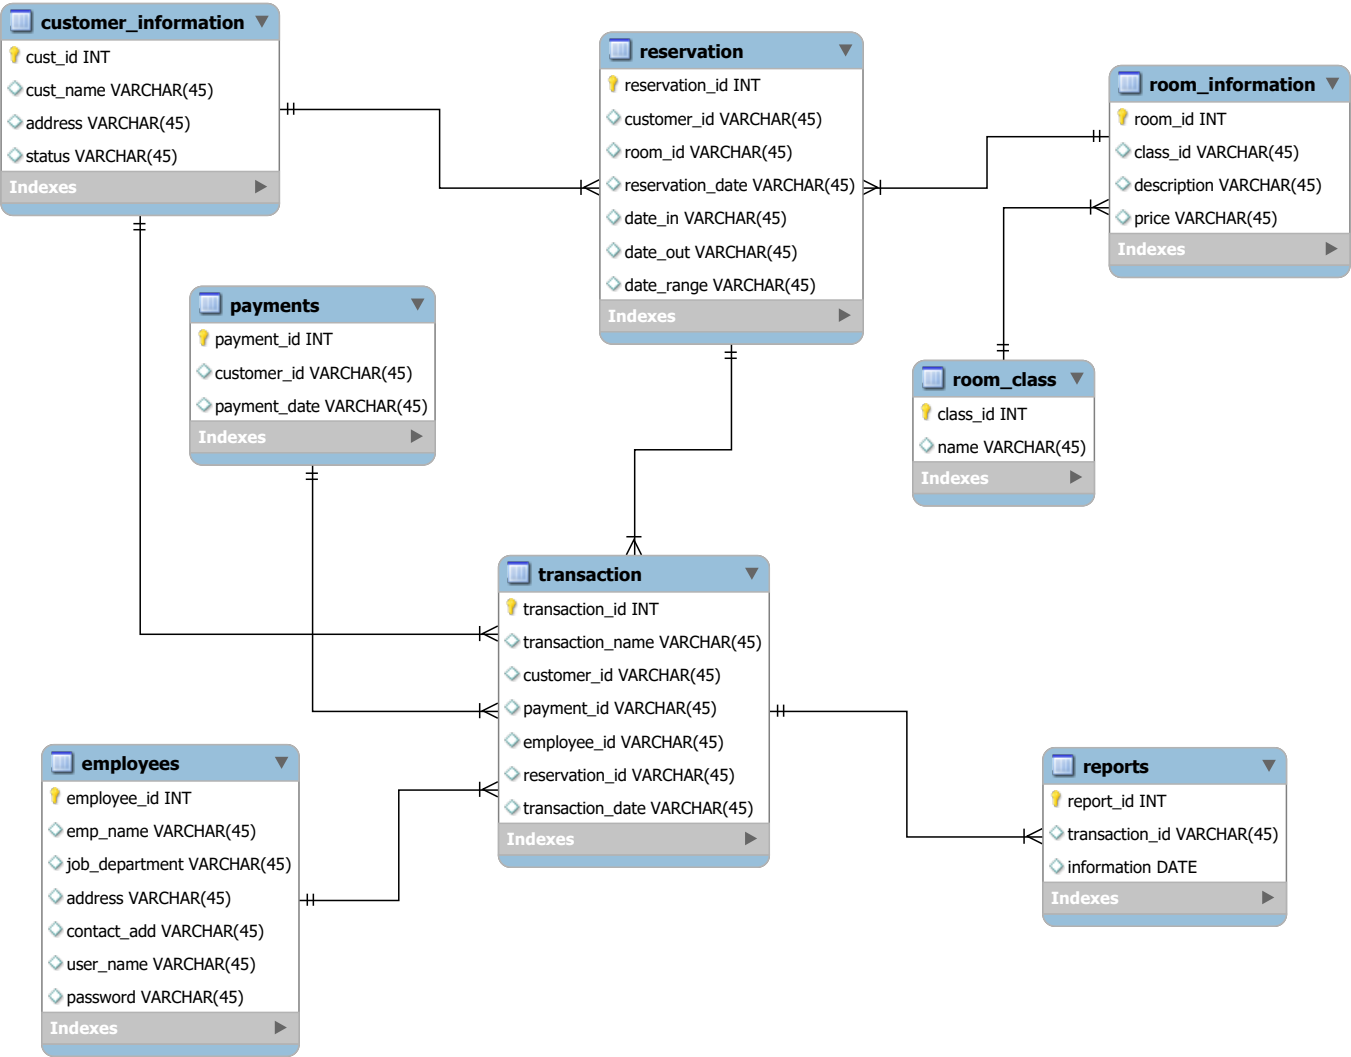 customer_information
cust_id INT
cust_name VARCHAR(45)
address VARCHAR(45)
status VARCHAR(45)
Indexes
reservation
reservation_id INT
customer_id VARCHAR(45)
room_id VARCHAR(45)
reservation_date VARCHAR(45)
date_in VARCHAR(45)
date_out VARCHAR(45)
date_range VARCHAR(45)
Indexes
room_information
room_id INT
class_id VARCHAR(45)
description VARCHAR(45)
price VARCHAR(45)
Indexes
payments
payment_id INT
customer_id VARCHAR(45)
payment_date VARCHAR(45)
Indexes
room_class
class_id INT
name VARCHAR(45)
Indexes
transaction
transaction_id INT
transaction_name VARCHAR(45)
customer_id VARCHAR(45)
payment_id VARCHAR(45)
employee_id VARCHAR(45)
reservation_id VARCHAR(45)
transaction_date VARCHAR(45)
Indexes
employees
employee_id INT
emp_name VARCHAR(45)
job_department VARCHAR(45)
address VARCHAR(45)
contact_add VARCHAR(45)
user_name VARCHAR(45)
password VARCHAR(45)
Indexes
reports
report_id INT
transaction_id VARCHAR(45)
information DATE
Indexes